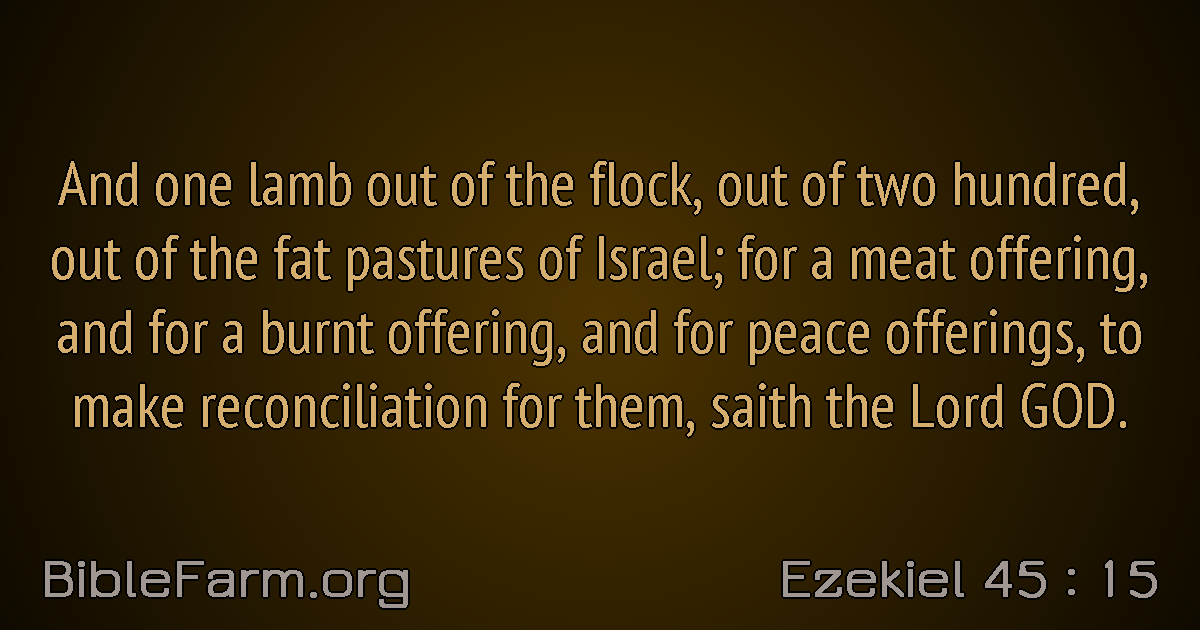 And one lamb out of the flock, out of two hundred,
out of the fat pastures of Israel; for a meat offering,
and for a burnt offering, and for peace offerings, to
make reconciliation for them, saith the Lord GOD.
BibleFarm.org
Ezekiel 45 : 15